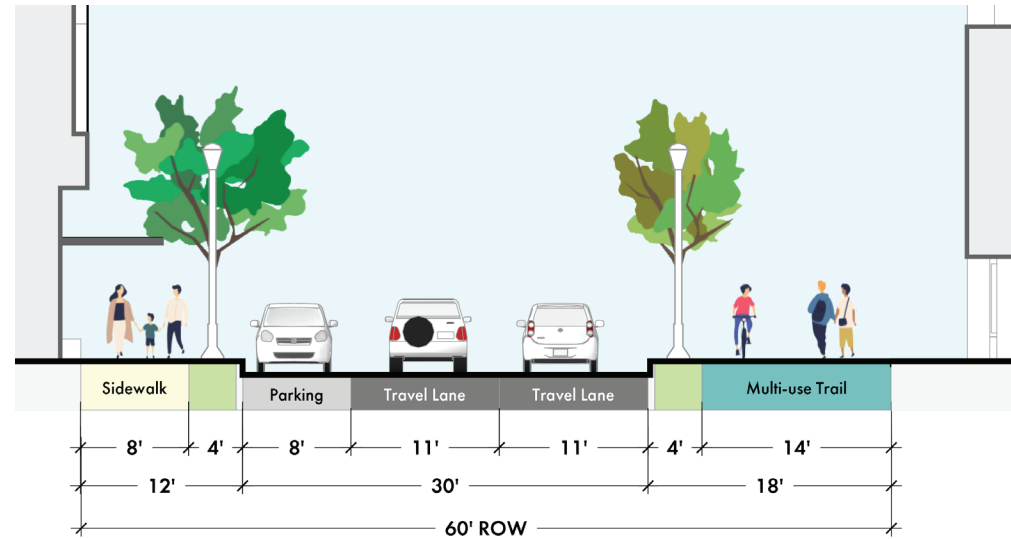 Sidewalk
Parking
Travel Lane
Travel Lane
Multi-use Trail
8'
4'
8'
11'
11'
4'
14'
12'
30'
18'
60' ROW